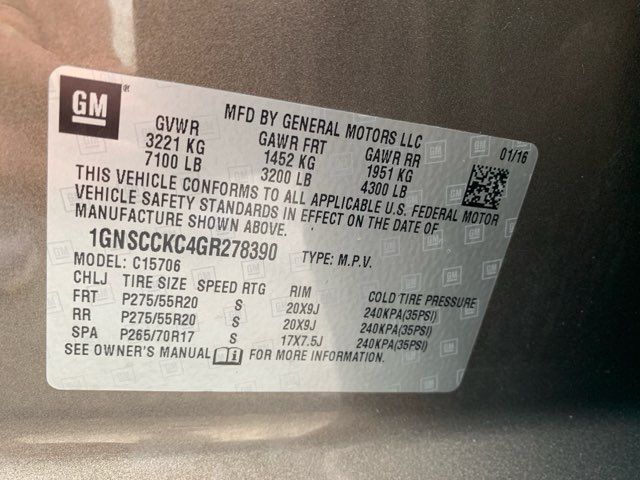 GM
MFD BY GENERAL MOTORS LLC
01/16
GVWR GAWR FRT GAWR RR
3221 KG 1452 KG 1951 KG
7100 LB 3200 LB 4300 LB
THIS VEHICLE CONFORMS TO ALL APPLICABLE U.S. FEDERAL MOTOR
VEHICLE SAFETY STANDARDS IN EFFECT ON THE DATE OF
MANUFACTURE SHOWN ABOVE.
1GNSCCKC4GR278390 TYPE: M.P.V.
MODEL: C15706
CHLJ TIRE SIZE SPEED RTG RIM COLD TIRE PRESSURE
FRT P275/55R20 S 20X9J 240KPA(35PSI)
RR P275/55R20 S 20X9J 240KPA(35PSI)
SPA P265/70R17 S 17X7.5J 240KPA(35PSI)
SEE OWNER'S MANUAL FOR MORE INFORMATION.